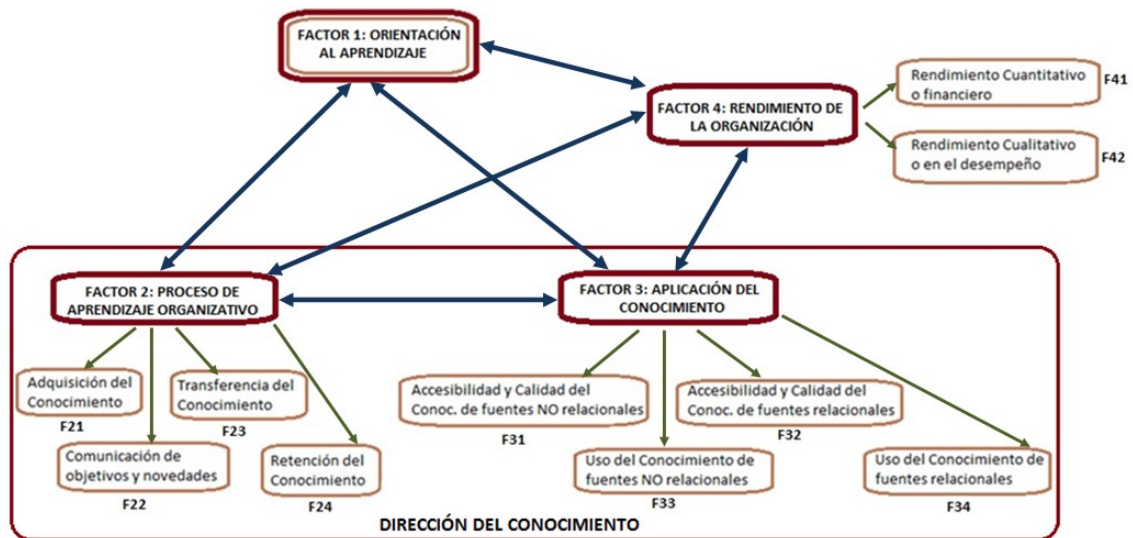 FACTOR 1: ORIENTACIÓN
AL APRENDIZAJE
FACTOR 4: RENDIMIENTO DE
LA ORGANIZACIÓN
Rendimiento Cuantitativo
o financiero
F41
Rendimiento Cualitativo
o en el desempeño
F42
FACTOR 2: PROCESO DE
APRENDIZAJE ORGANIZATIVO
FACTOR 3: APLICACIÓN DEL
CONOCIMIENTO
Adquisición del
Conocimiento
F21
Transferencia del
Conocimiento
F23
Comunicación de
objetivos y novedades
F22
Retención del
Conocimiento
F24
Accesibilidad y Calidad del
Conoc. de fuentes NO relacionales
F31
Accesibilidad y Calidad del
Conoc. de fuentes relacionales
F32
Uso del Conocimiento de
fuentes NO relacionales
F33
Uso del Conocimiento de
fuentes relacionales
F34
DIRECCIÓN DEL CONOCIMIENTO